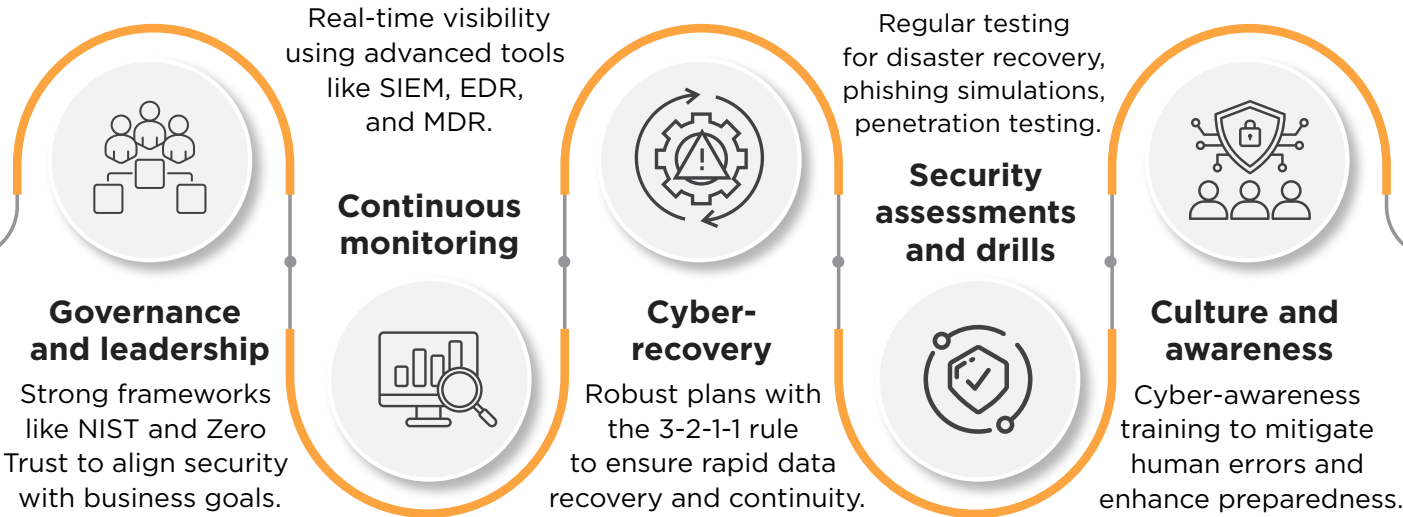 Governance
and leadership
Strong frameworks
like NIST and Zero
Trust to align security
with business goals.
Real-time visibility
using advanced tools
like SIEM, EDR,
and MDR.
Continuous
monitoring
Cyber-
recovery
Robust plans with
the 3-2-1-1 rule
to ensure rapid data
recovery and continuity.
Regular testing
for disaster recovery,
phishing simulations,
penetration testing.
Security
assessments
and drills
Culture and
awareness
Cyber-awareness
training to mitigate
human errors and
enhance preparedness.